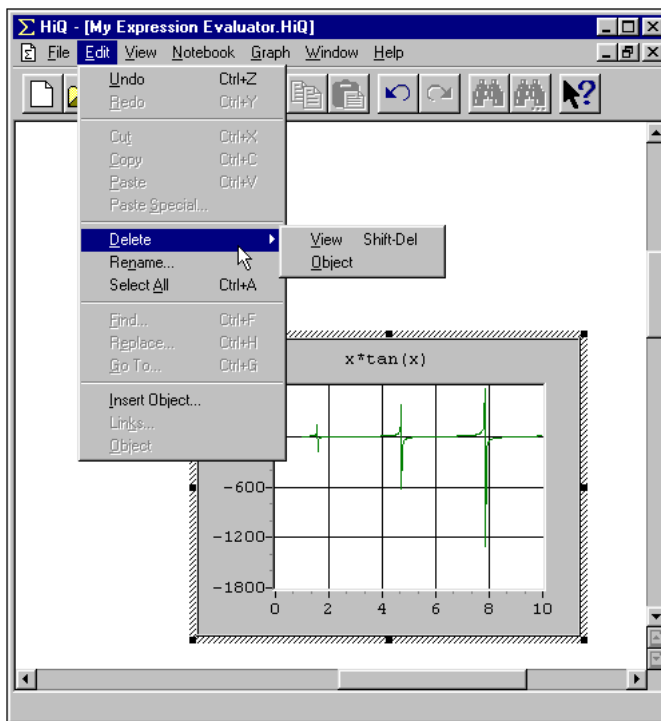 HiQ - [My Expression Evaluator.HiQ]
File Edit View Notebook Graph Window Help
Undo Ctrl+Z
Redo Ctrl+Y
Cut Ctrl+X
Copy Ctrl+C
Paste Ctrl+V
Paste Special...
Delete
View Shift-Del
Object
Rename...
Select All Ctrl+A
Find... Ctrl+F
Replace... Ctrl+H
Go To... Ctrl+G
Insert Object...
Links...
Object
x*tan(x)
-600
-1200
-1800
0 2 4 6 8 10